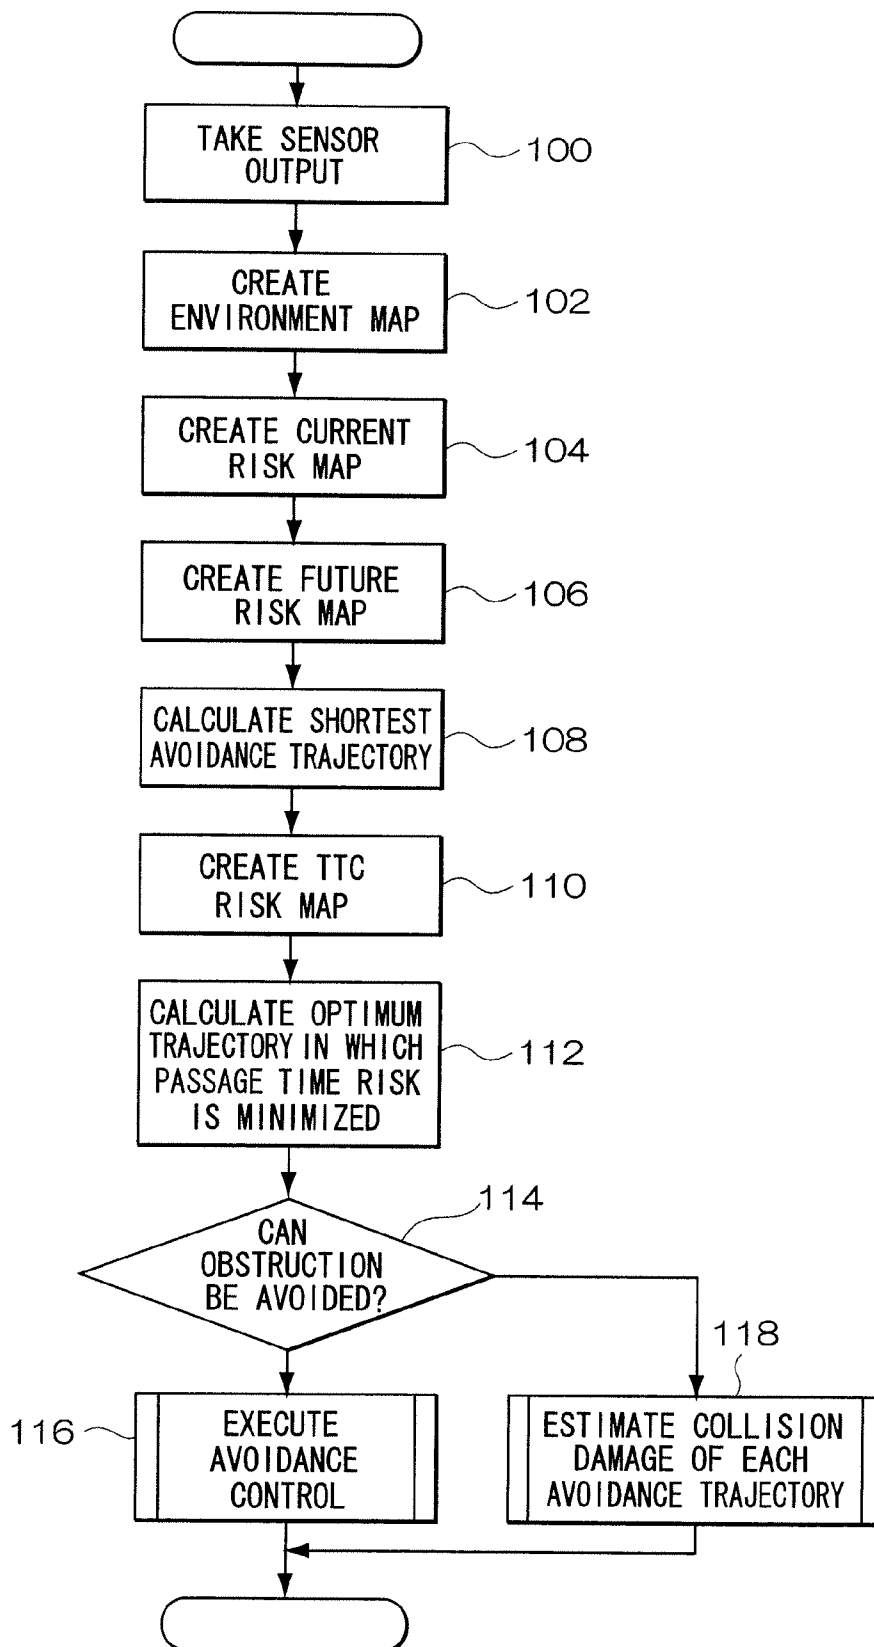 TAKE SENSOR
OUTPUT
100
CREATE
ENVIRONMENT MAP
102
CREATE CURRENT
RISK MAP
104
CREATE FUTURE
RISK MAP
106
CALCULATE SHORTEST
AVOIDANCE TRAJECTORY
108
CREATE TTC
RISK MAP
110
CALCULATE OPTIMUM
TRAJECTORY IN WHICH
PASSAGE TIME RISK
IS MINIMIZED
112
CAN
OBSTRUCTION
BE AVOIDED?
114
116
EXECUTE
AVOIDANCE
CONTROL
118
ESTIMATE COLLISION
DAMAGE OF EACH
AVOIDANCE TRAJECTORY